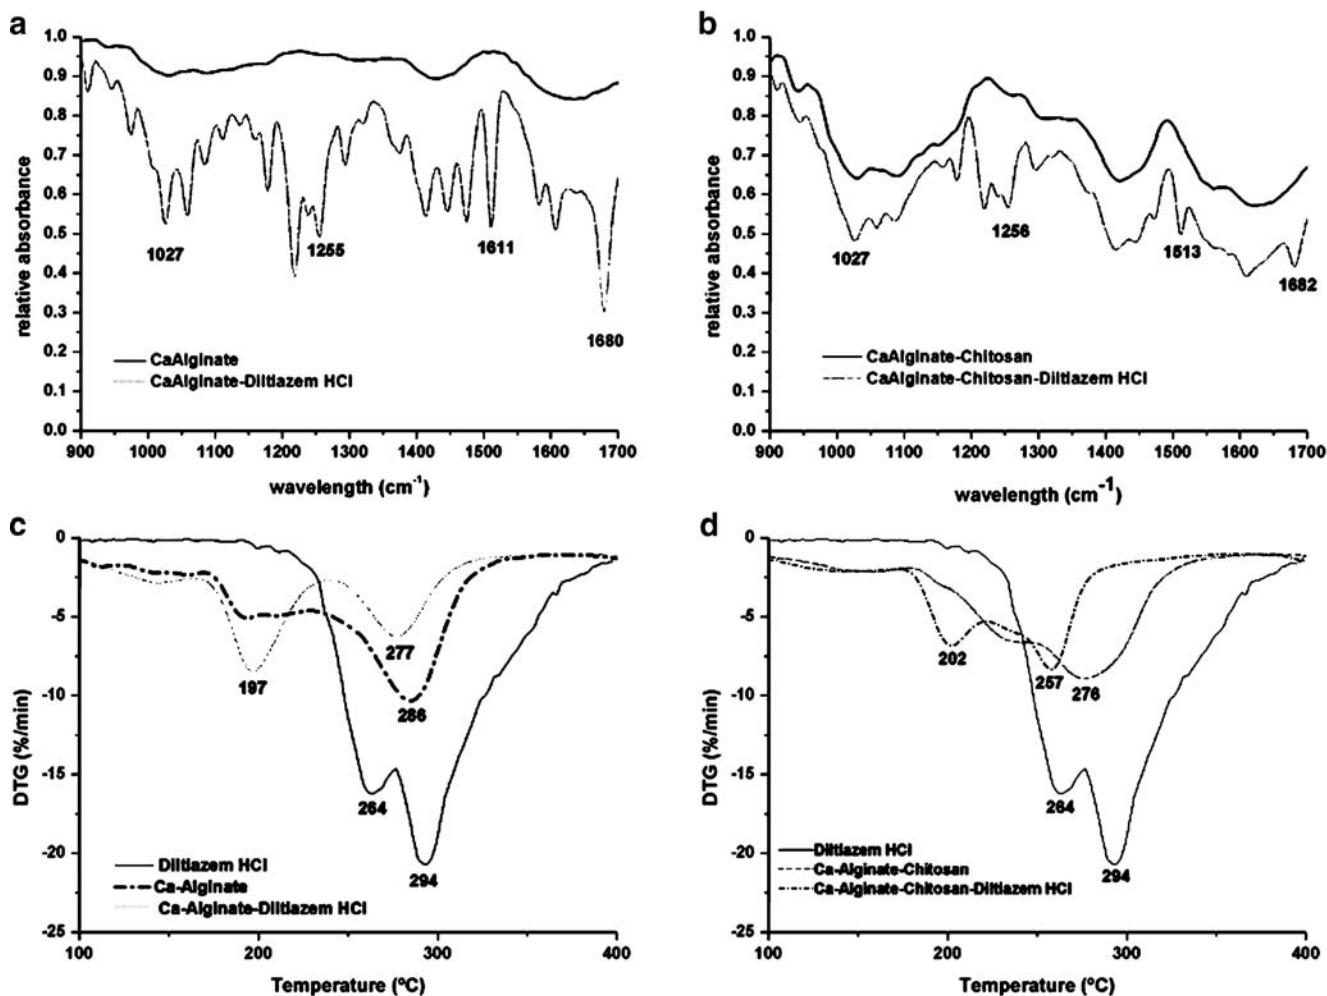 a
relative absorbance
1.0
0.9
0.8
0.7
0.6
0.5
0.4
0.3
0.2
0.1
0.0
1027
1255
1611
1680
CaAlginate
CaAlginate-Diltiazem HCl
900 1000 1100 1200 1300 1400 1500 1600 1700
wavelength (cm⁻¹)
b
relative absorbance
1.0
0.9
0.8
0.7
0.6
0.5
0.4
0.3
0.2
0.1
0.0
1027
1256
1513
1682
CaAlginate-Chitosan
CaAlginate-Chitosan-Diltiazem HCl
900 1000 1100 1200 1300 1400 1500 1600 1700
wavelength (cm⁻¹)
c
DTG (%/min)
0
-5
-10
-15
-20
-25
197
277
286
264
294
Diltiazem HCl
Ca-Alginate
Ca-Alginate-Diltiazem HCl
100 200 300 400
Temperature (ºC)
d
DTG (%/min)
0
-5
-10
-15
-20
-25
202
257
276
264
294
Diltiazem HCl
Ca-Alginate-Chitosan
Ca-Alginate-Chitosan-Diltiazem HCl
100 200 300 400
Temperature (ºC)